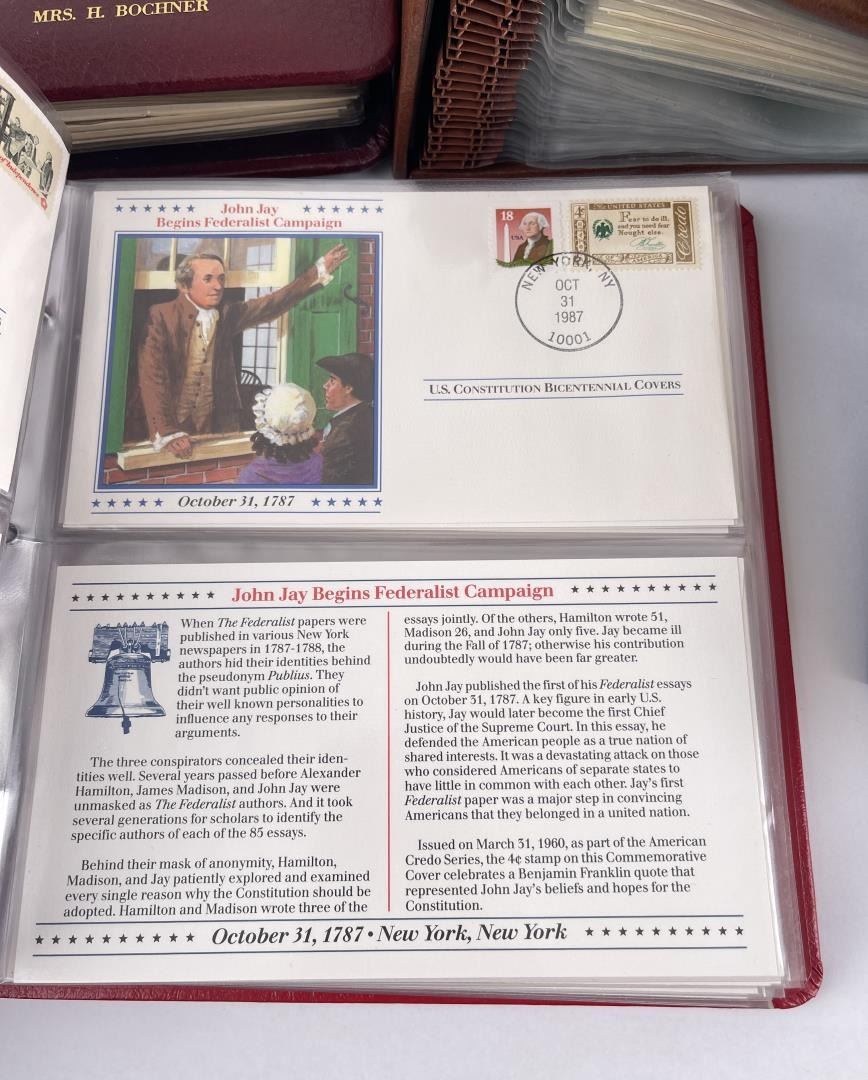 MRS. H. BOCHNER
of Independence
John Jay
Begins Federalist Campaign
18
USA
4¢
UNITED STATES
Fear to do ill,
and you need fear
Nought else.
Credo
NEW YORK, NY
OCT
31
1987
10001
U.S. CONSTITUTION BICENTENNIAL COVERS
October 31, 1787
John Jay Begins Federalist Campaign
When The Federalist papers were
published in various New York
newspapers in 1787-1788, the
authors hid their identities behind
the pseudonym Publius. They
didn't want public opinion of
their well known personalities to
influence any responses to their
arguments.
The three conspirators concealed their iden-
tities well. Several years passed before Alexander
Hamilton, James Madison, and John Jay were
unmasked as The Federalist authors. And it took
several generations for scholars to identify the
specific authors of each of the 85 essays.
Behind their mask of anonymity, Hamilton,
Madison, and Jay patiently explored and examined
every single reason why the Constitution should be
adopted. Hamilton and Madison wrote three of the
essays jointly. Of the others, Hamilton wrote 51,
Madison 26, and John Jay only five. Jay became ill
during the Fall of 1787; otherwise his contribution
undoubtedly would have been far greater.
John Jay published the first of his Federalist essays
on October 31, 1787. A key figure in early U.S.
history, Jay would later become the first Chief
Justice of the Supreme Court. In this essay, he
defended the American people as a true nation of
shared interests. It was a devastating attack on those
who considered Americans of separate states to
have little in common with each other. Jay's first
Federalist paper was a major step in convincing
Americans that they belonged in a united nation.
Issued on March 31, 1960, as part of the American
Credo Series, the 4¢ stamp on this Commemorative
Cover celebrates a Benjamin Franklin quote that
represented John Jay's beliefs and hopes for the
Constitution.
October 31, 1787 • New York, New York